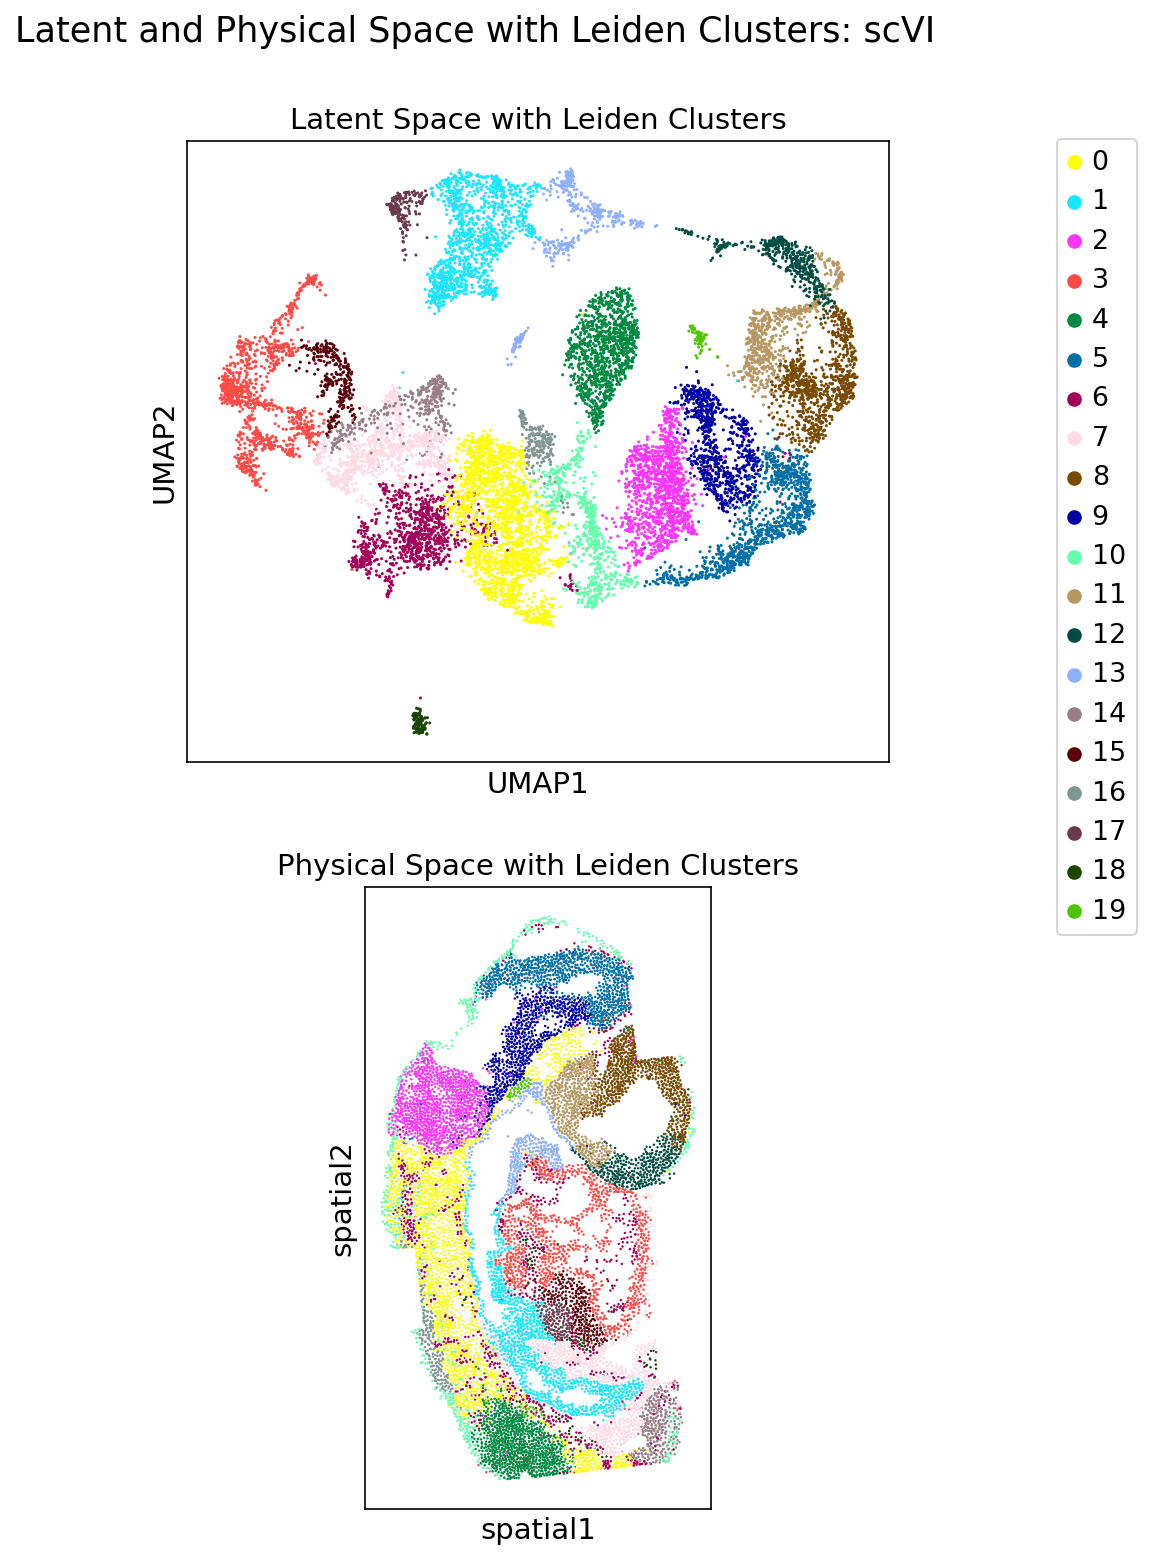 Latent and Physical Space with Leiden Clusters: scVI
Latent Space with Leiden Clusters
UMAP2
UMAP1
0
1
2
3
4
5
6
7
8
9
10
11
12
13
14
15
16
17
18
19
Physical Space with Leiden Clusters
spatial2
spatial1